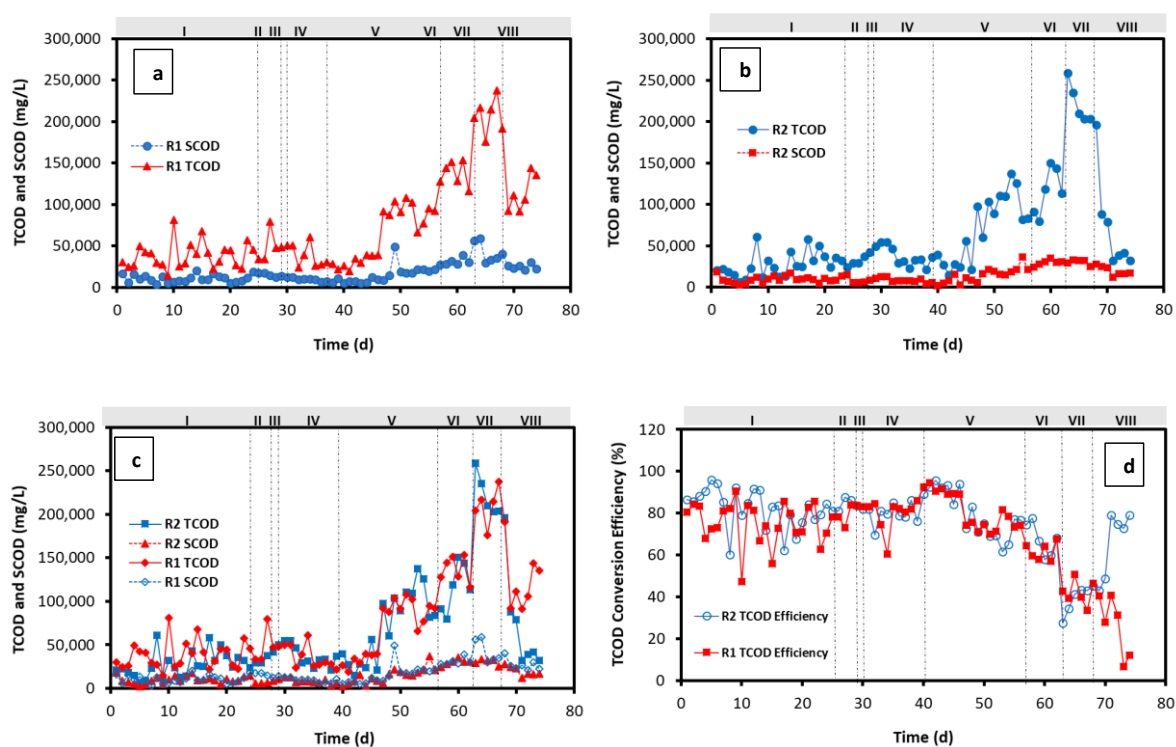 I II III IV V VI VII VIII
300,000
250,000
200,000
150,000
100,000
50,000
0
TCOD and SCOD (mg/L)
a
R1 SCOD
R1 TCOD
0 10 20 30 40 50 60 70 80
Time (d)
I II III IV V VI VII VIII
300,000
250,000
200,000
150,000
100,000
50,000
0
TCOD and SCOD (mg/L)
b
R2 TCOD
R2 SCOD
0 10 20 30 40 50 60 70 80
Time (d)
I II III IV V VI VII VIII
300,000
250,000
200,000
150,000
100,000
50,000
0
TCOD and SCOD (mg/L)
c
R2 TCOD
R2 SCOD
R1 TCOD
R1 SCOD
0 10 20 30 40 50 60 70 80
Time (d)
I II III IV V VI VII VIII
120
100
80
60
40
20
0
TCOD Conversion Efficiency (%)
d
R2 TCOD Efficiency
R1 TCOD Efficiency
0 10 20 30 40 50 60 70 80
Time (d)